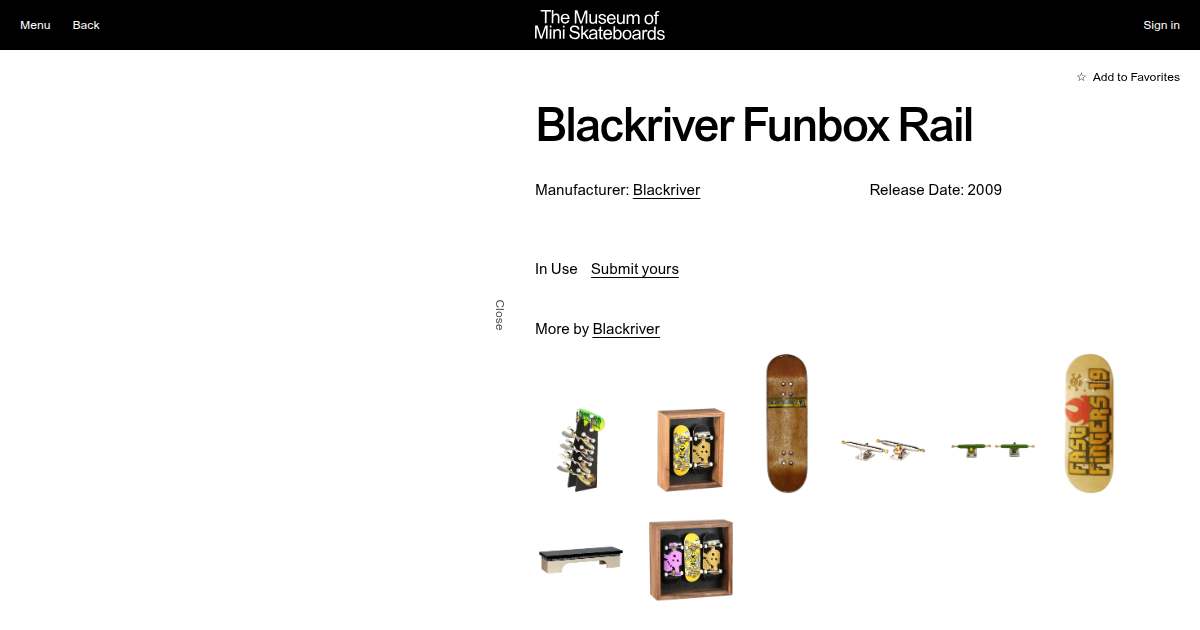 Menu
Back
The Museum of
Mini Skateboards
Sign in
☆ Add to Favorites
Blackriver Funbox Rail
Manufacturer: Blackriver
Release Date: 2009
In Use Submit yours
Close
More by Blackriver
FAST
FINGERS 19